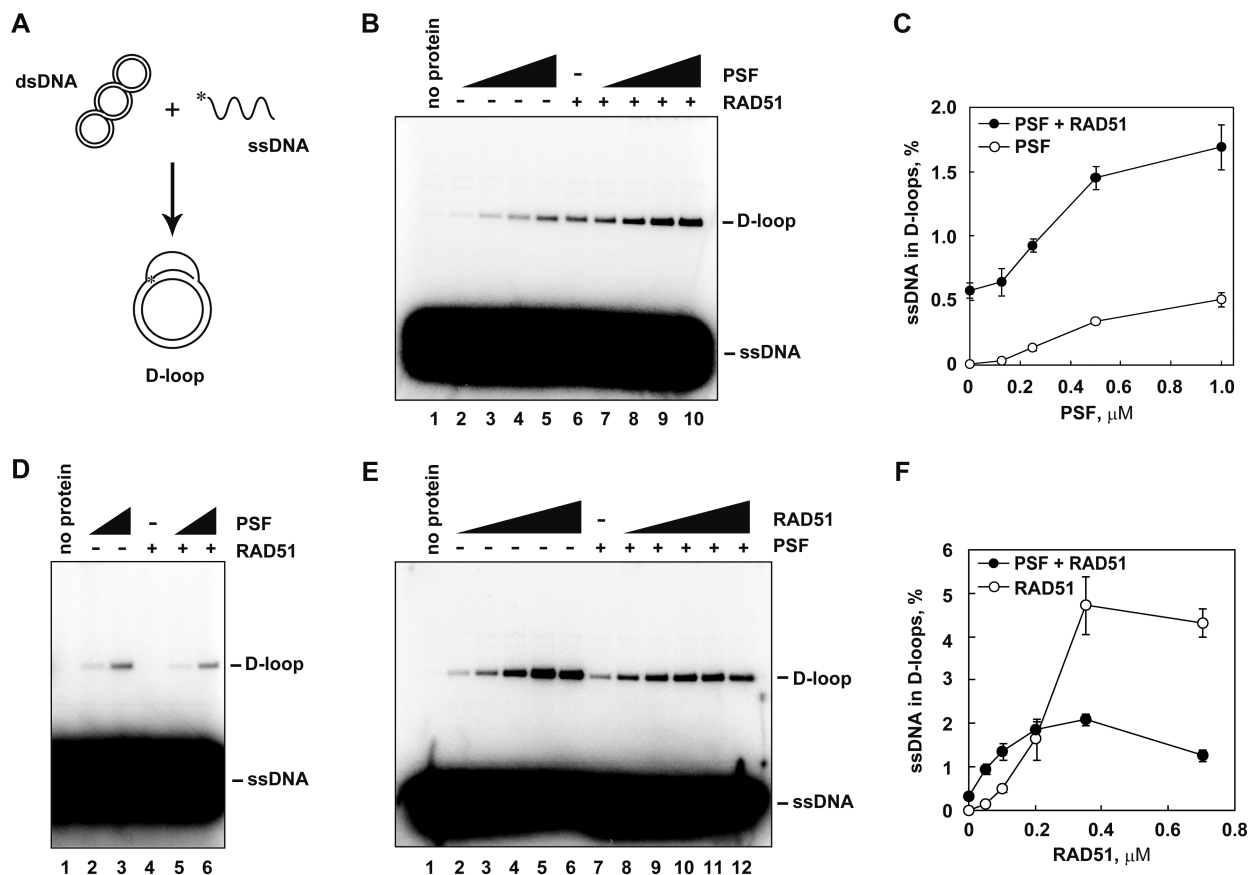 A
dsDNA
+
*
ssDNA
*
D-loop
B
no protein
– PSF
– – – – + + + + + RAD51
– D-loop
– ssDNA
1 2 3 4 5 6 7 8 9 10
C
ssDNA in D-loops, %
2.0
1.5
1.0
0.5
0
PSF + RAD51
PSF
0 0.2 0.4 0.6 0.8 1.0
PSF, μM
D
no protein
– PSF
– – + + + RAD51
– D-loop
– ssDNA
1 2 3 4 5 6
E
no protein
– RAD51
– – – – – + + + + + + PSF
– D-loop
– ssDNA
1 2 3 4 5 6 7 8 9 10 11 12
F
ssDNA in D-loops, %
6
5
4
3
2
1
0
PSF + RAD51
RAD51
0 0.2 0.4 0.6 0.8
RAD51, μM